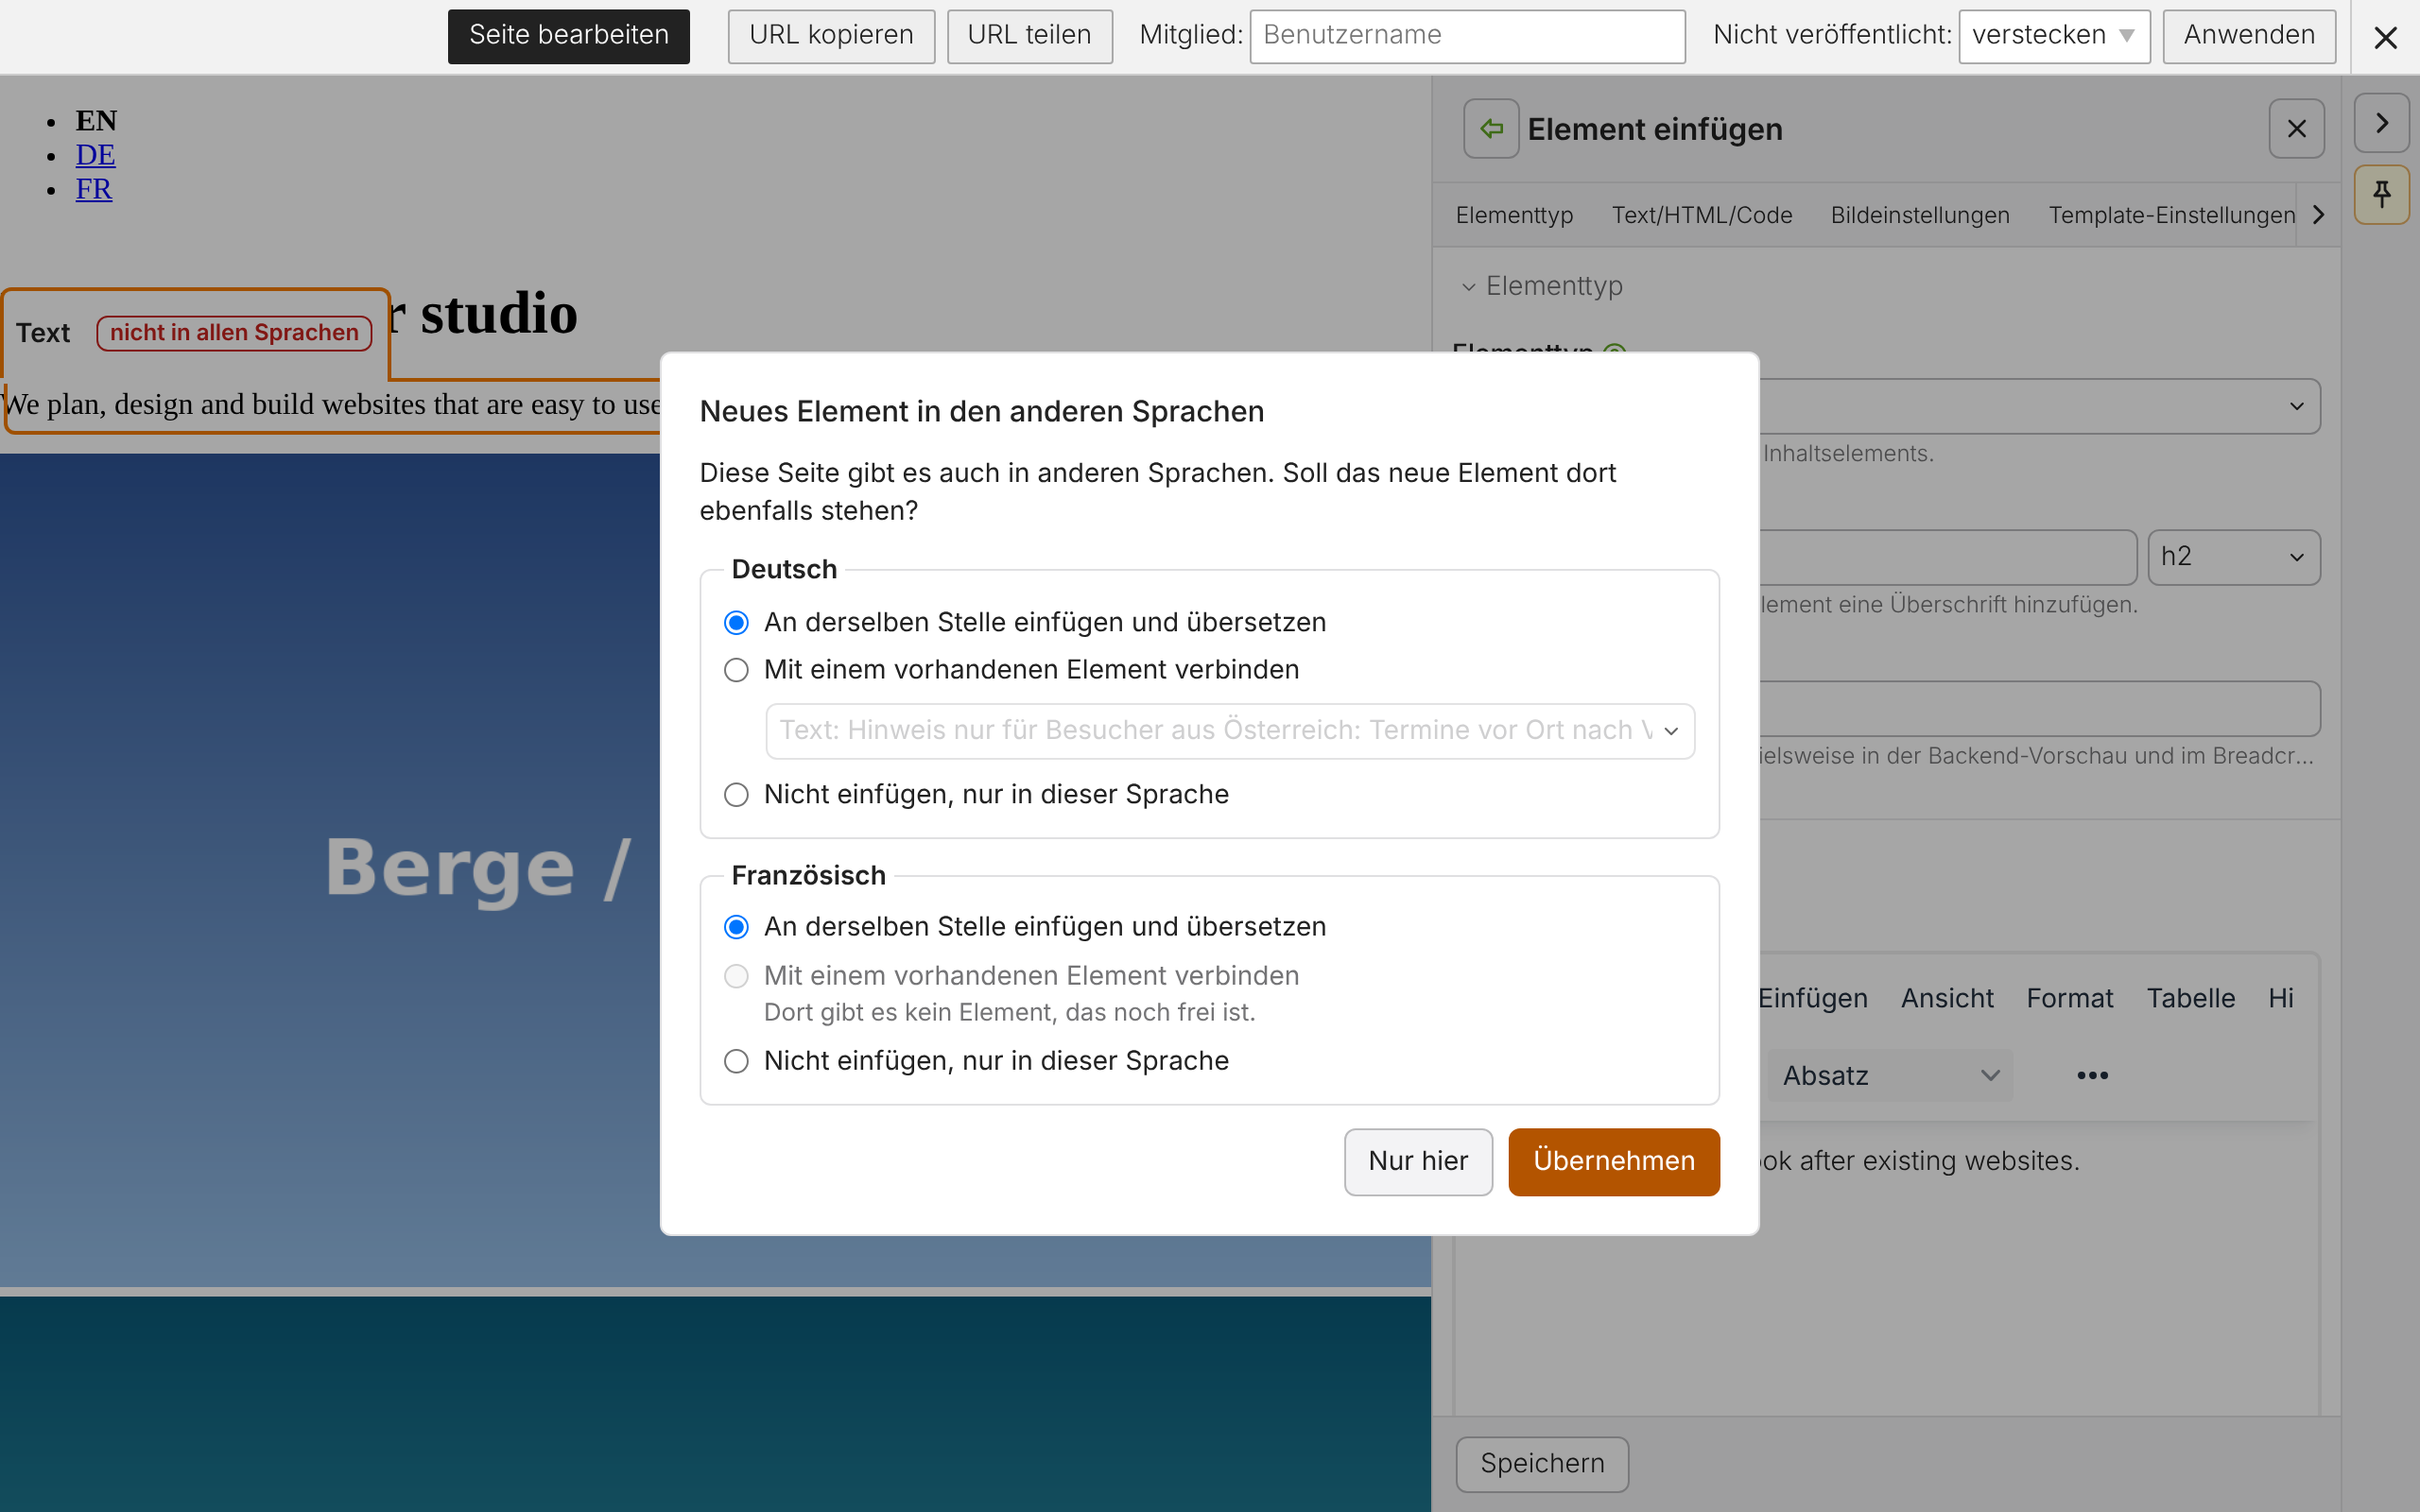 Seite bearbeiten
URL kopieren
URL teilen
Mitglied:
Benutzername
Nicht veröffentlicht:
verstecken
Anwenden
EN
DE
FR
Text
nicht in allen Sprachen
r studio
We plan, design and build websites that are easy to use
Berge /
Element einfügen
Elementtyp
Text/HTML/Code
Bildeinstellungen
Template-Einstellungen
Elementtyp
Elementtyp
Inhaltselements.
h2
eine Überschrift hinzufügen.
in der Backend-Vorschau und im Breadcr...
Einfügen
Ansicht
Format
Tabelle
Hi
Absatz
after existing websites.
Speichern
Neues Element in den anderen Sprachen
Diese Seite gibt es auch in anderen Sprachen. Soll das neue Element dort
ebenfalls stehen?
Deutsch
An derselben Stelle einfügen und übersetzen
Mit einem vorhandenen Element verbinden
Text: Hinweis nur für Besucher aus Österreich: Termine vor Ort nach V
Nicht einfügen, nur in dieser Sprache
Französisch
An derselben Stelle einfügen und übersetzen
Mit einem vorhandenen Element verbinden
Dort gibt es kein Element, das noch frei ist.
Nicht einfügen, nur in dieser Sprache
Nur hier
Übernehmen